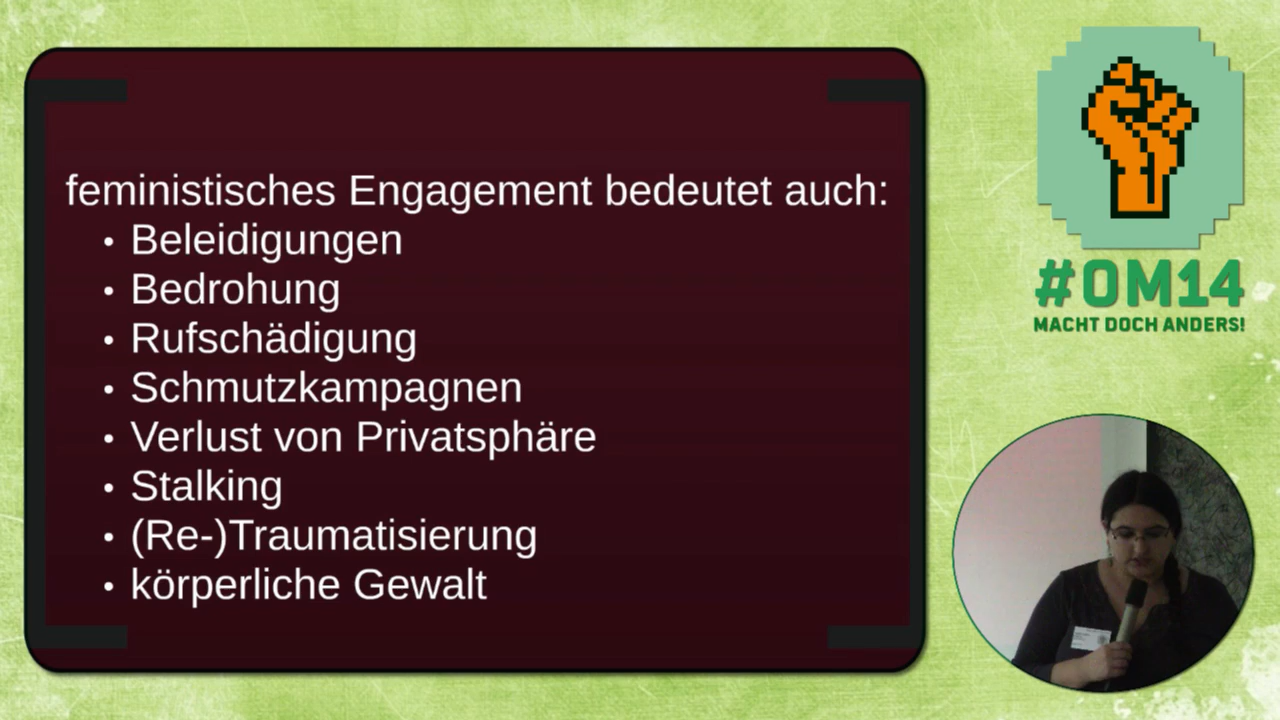 feministisches Engagement bedeutet auch:
• Beleidigungen
• Bedrohung
• Rufschädigung
• Schmutzkampagnen
• Verlust von Privatsphäre
• Stalking
• (Re-)Traumatisierung
• körperliche Gewalt
#OM14
MACHT DOCH ANDERS!